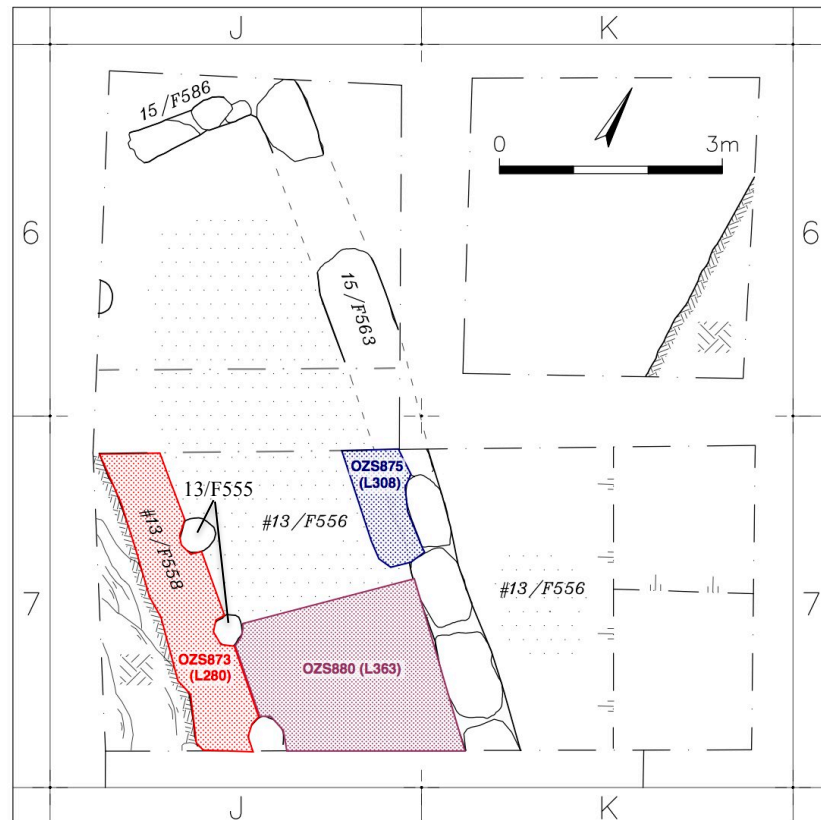 J
K
15/F586
0
3m
6
6
15/F563
OZS875
(L308)
13/F555
#13/F556
#13/F558
#13/F556
7
7
OZS873
(L280)
OZS880 (L363)
J
K